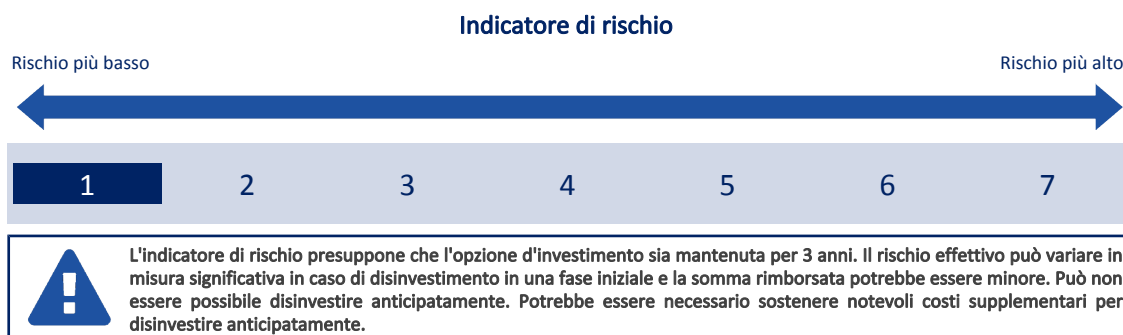 Indicatore di rischio
Rischio più basso
Rischio più alto
1 2 3 4 5 6 7
L'indicatore di rischio presuppone che l'opzione d'investimento sia mantenuta per 3 anni. Il rischio effettivo può variare in
misura significativa in caso di disinvestimento in una fase iniziale e la somma rimborsata potrebbe essere minore. Può non
essere possibile disinvestire anticipatamente. Potrebbe essere necessario sostenere notevoli costi supplementari per
disinvestire anticipatamente.